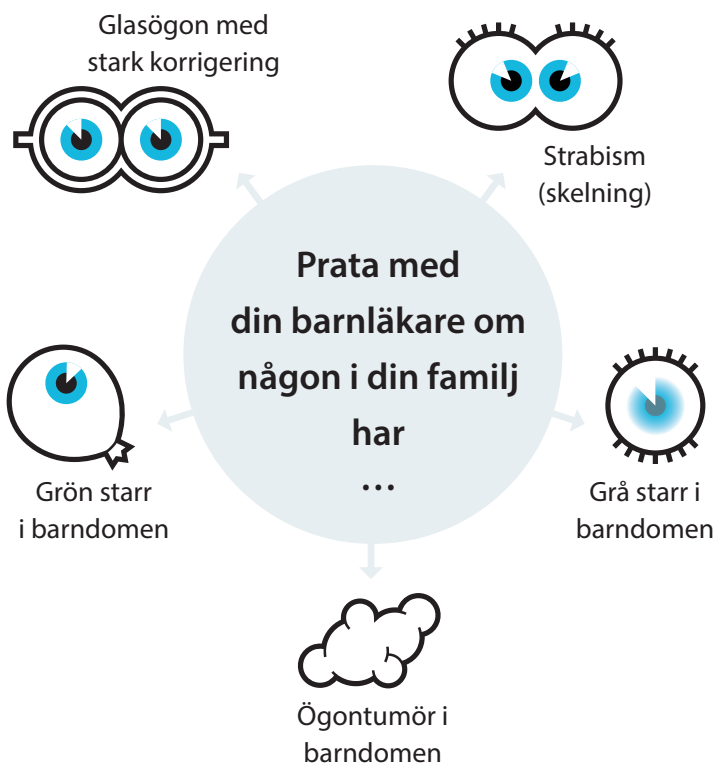 Glasögon med
stark korrigering
Strabism
(skelning)
Prata med
din barnläkare om
någon i din familj
har
...
Grön starr
i barndomen
Grå starr i
barndomen
Ögontumör i
barndomen